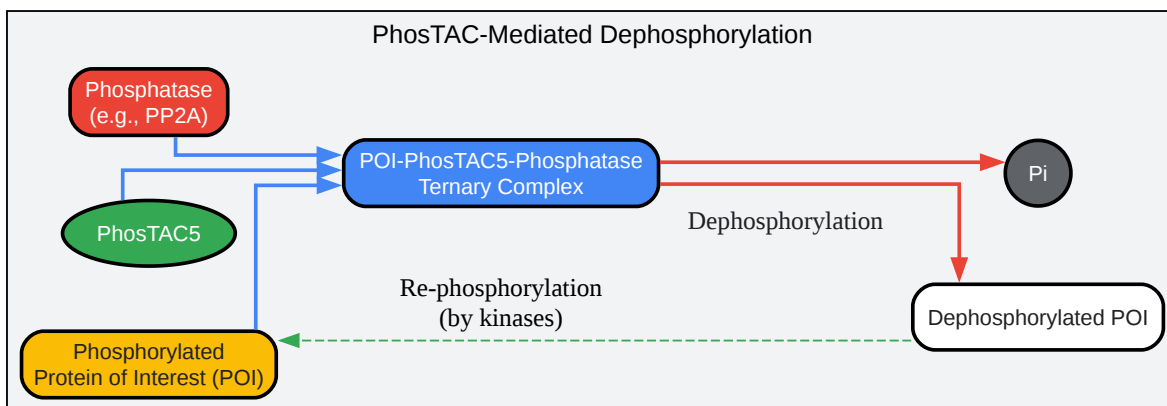 PhosTAC-Mediated Dephosphorylation
Phosphatase
(e.g., PP2A)
POI-PhosTAC5-Phosphatase
Ternary Complex
Pi
PhosTAC5
Dephosphorylation
Re-phosphorylation
(by kinases)
Dephosphorylated POI
Phosphorylated
Protein of Interest (POI)